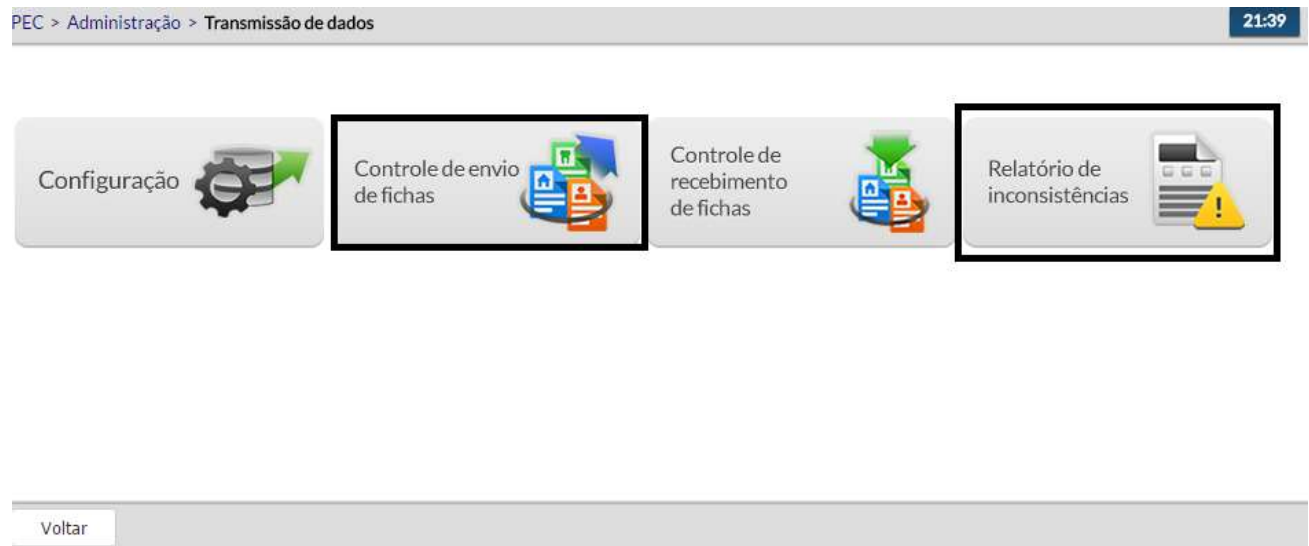 PEC > Administração > Transmissão de dados
21:39
Configuração
Controle de envio
de fichas
Controle de
recebimento
de fichas
Relatório de
inconsistências
Voltar